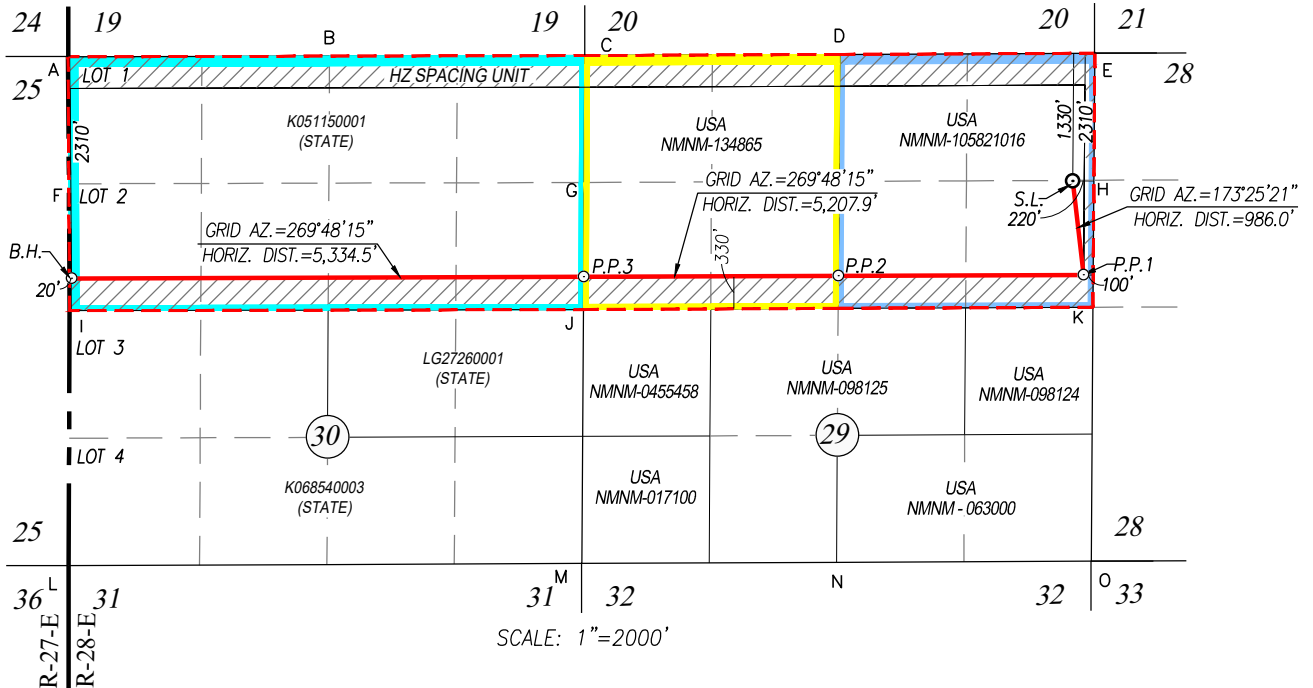 24 19 19 20 20 21
B C D
A LOT 1 HZ SPACING UNIT E
25 28
2310'
K051150001
(STATE)
USA
NMNM-134865
USA
NMNM-105821016
1330'
2310'
F LOT 2 G H
GRID AZ.=269°48'15"
HORIZ. DIST.=5,207.9'
S.L.
220'
GRID AZ.=173°25'21"
HORIZ. DIST.=986.0'
GRID AZ.=269°48'15"
HORIZ. DIST.=5,334.5'
330'
B.H.
20'
P.P.3
P.P.2
P.P.1
100'
I J K
LOT 3
LG27260001
(STATE)
USA
NMNM-0455458
USA
NMNM-098125
USA
NMNM-098124
30 29
LOT 4
K068540003
(STATE)
USA
NMNM-017100
USA
NMNM - 063000
25 28
L M N O
36 31 31 32 32 33
R-27-E
R-28-E
SCALE: 1"=2000'